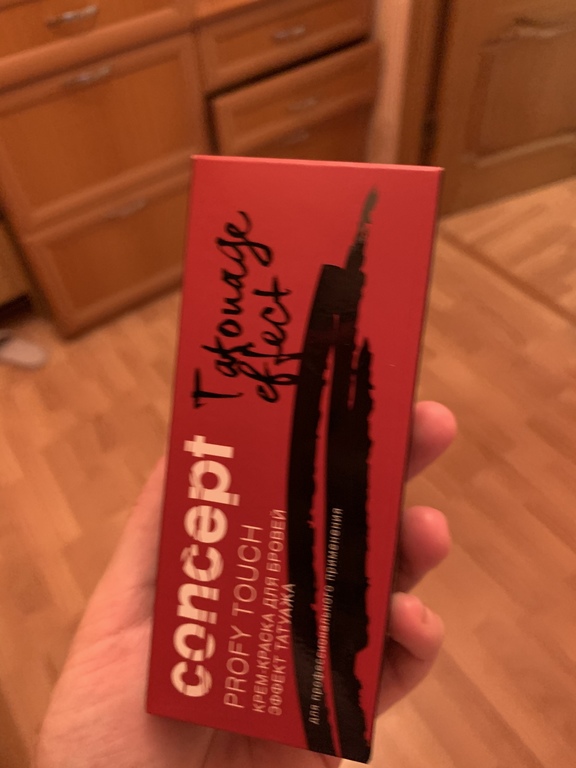 Tatouage
effect
concept
PROFY TOUCH
КРЕМ-КРАСКА ДЛЯ БРОВЕЙ
ЭФФЕКТ ТАТУАЖА
для профессионального применения